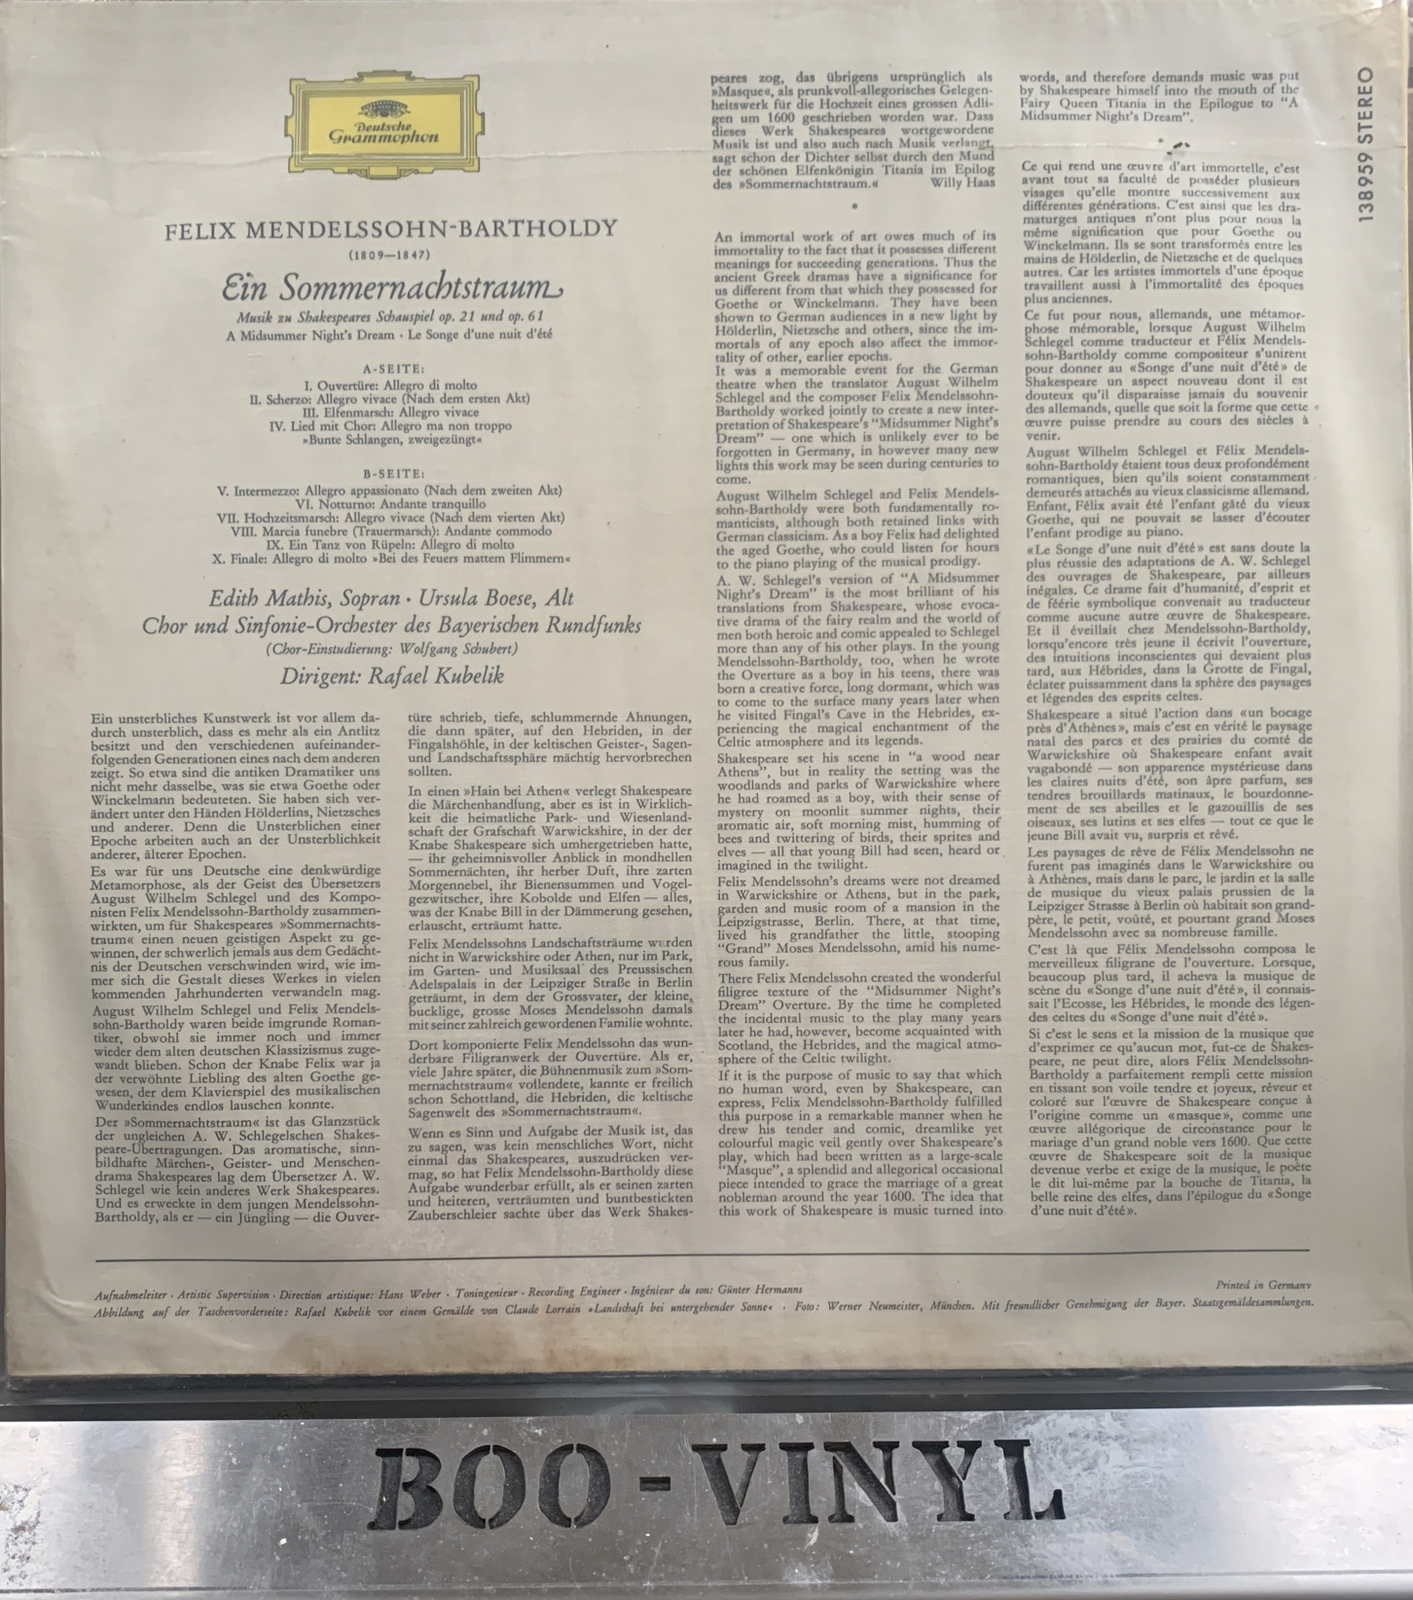 Deutsche
Grammophon
FELIX MENDELSSOHN-BARTHOLDY
(1809—1847)
Ein Sommernachtstraum
Musik zu Shakespeares Schauspiel op. 21 und op. 61
A Midsummer Night's Dream · Le Songe d'une nuit d'été
A-SEITE:
I. Ouvertüre: Allegro di molto
II. Scherzo: Allegro vivace (Nach dem ersten Akt)
III. Elfenmarsch: Allegro vivace
IV. Lied mit Chor: Allegro ma non troppo
»Bunte Schlangen, zweigezüngt«
B-SEITE:
V. Intermezzo: Allegro appassionato (Nach dem zweiten Akt)
VI. Notturno: Andante tranquillo
VII. Hochzeitsmarsch: Allegro vivace (Nach dem vierten Akt)
VIII. Marcia funebre (Trauermarsch): Andante commodo
IX. Ein Tanz von Rüpeln: Allegro di molto
X. Finale: Allegro di molto »Bei des Feuers mattem Flimmern«
Edith Mathis, Sopran · Ursula Boese, Alt
Chor und Sinfonie-Orchester des Bayerischen Rundfunks
(Chor-Einstudierung: Wolfgang Schubert)
Dirigent: Rafael Kubelik
Ein unsterbliches Kunstwerk ist vor allem da-
durch unsterblich, dass es mehr als ein Antlitz
besitzt und den verschiedenen aufeinander-
folgenden Generationen eines nach dem anderen
zeigt. So etwa sind die antiken Dramatiker uns
nicht mehr dasselbe, was sie etwa Goethe oder
Winckelmann bedeuteten. Sie haben sich ver-
ändert unter den Händen Hölderlins, Nietzsches
und anderer. Denn die Unsterblichen einer
Epoche arbeiten auch an der Unsterblichkeit
anderer, älterer Epochen.
Es war für uns Deutsche eine denkwürdige
Metamorphose, als der Geist des Übersetzers
August Wilhelm Schlegel und des Kompo-
nisten Felix Mendelssohn-Bartholdy zusammen-
wirkten, um für Shakespeares »Sommernachts-
traum« einen neuen geistigen Aspekt zu ge-
winnen, der schwerlich jemals aus dem Gedächt-
nis der Deutschen verschwinden wird, wie im-
mer sich die Gestalt dieses Werkes in vielen
kommenden Jahrhunderten verwandeln mag.
August Wilhelm Schlegel und Felix Mendels-
sohn-Bartholdy waren beide imgrunde Roman-
tiker, obwohl sie immer noch und immer
wieder dem alten deutschen Klassizismus zuge-
wandt blieben. Schon der Knabe Felix war ja
der verwöhnte Liebling des alten Goethe ge-
wesen, der dem Klavierspiel des musikalischen
Wunderkindes endlos lauschen konnte.
Der »Sommernachtstraum« ist das Glanzstück
der ungleichen A. W. Schlegelschen Shakes-
peare-Übertragungen. Das aromatische, sinn-
bildhafte Märchen-, Geister- und Menschen-
drama Shakespeares lag dem Übersetzer A. W.
Schlegel wie kein anderes Werk Shakespeares.
Und es erweckte in dem jungen Mendelssohn-
Bartholdy, als er — ein Jüngling — die Ouver-
türe schrieb, tiefe, schlummernde Ahnungen,
die dann später, auf den Hebriden, in der
Fingalshöhle, in der keltischen Geister-, Sagen-
und Landschaftssphäre mächtig hervorbrechen
sollten.
In einen »Hain bei Athen« verlegt Shakespeare
die Märchenhandlung, aber es ist in Wirklich-
keit die heimatliche Park- und Wiesenland-
schaft der Grafschaft Warwickshire, in der der
Knabe Shakespeare sich umhergetrieben hatte,
— ihr geheimnisvoller Anblick in mondhellen
Sommernächten, ihr herber Duft, ihre zarten
Morgennebel, ihr Bienensummen und Vogel-
gezwitscher, ihre Kobolde und Elfen — alles,
was der Knabe Bill in der Dämmerung gesehen,
erlauscht, erträumt hatte.
Felix Mendelssohns Landschaftsträume wurden
nicht in Warwickshire oder Athen, nur im Park,
im Garten- und Musiksaal des Preussischen
Adelspalais in der Leipziger Straße in Berlin
geträumt, in dem der Grossvater, der kleine,
bucklige, grosse Moses Mendelssohn damals
mit seiner zahlreich gewordenen Familie wohnte.
Dort komponierte Felix Mendelssohn das wun-
derbare Filigranwerk der Ouvertüre. Als er,
viele Jahre später, die Bühnenmusik zum »Som-
mernachtstraum« vollendete, kannte er freilich
schon Schottland, die Hebriden, die keltische
Sagenwelt des »Sommernachtstraum«.
Wenn es Sinn und Aufgabe der Musik ist, das
zu sagen, was kein menschliches Wort, nicht
einmal das Shakespeares, auszudrücken ver-
mag, so hat Felix Mendelssohn-Bartholdy diese
Aufgabe wunderbar erfüllt, als er seinen zarten
und heiteren, verträumten und buntbestickten
Zauberschleier sachte über das Werk Shakes-
peares zog, das übrigens ursprünglich als
»Masque«, als prunkvoll-allegorisches Gelegen-
heitswerk für die Hochzeit eines grossen Adli-
gen um 1600 geschrieben worden war. Dass
dieses Werk Shakespeares wortgewordene
Musik ist und also auch nach Musik verlangt,
sagt schon der Dichter selbst durch den Mund
der schönen Elfenkönigin Titania im Epilog
des »Sommernachtstraum.« Willy Haas
*
An immortal work of art owes much of its
immortality to the fact that it possesses different
meanings for succeeding generations. Thus the
ancient Greek dramas have a significance for
us different from that which they possessed for
Goethe or Winckelmann. They have been
shown to German audiences in a new light by
Hölderlin, Nietzsche and others, since the im-
mortals of any epoch also affect the immor-
tality of other, earlier epochs.
It was a memorable event for the German
theatre when the translator August Wilhelm
Schlegel and the composer Felix Mendelssohn-
Bartholdy worked jointly to create a new inter-
pretation of Shakespeare's "Midsummer Night's
Dream" — one which is unlikely ever to be
forgotten in Germany, in however many new
lights this work may be seen during centuries to
come.
August Wilhelm Schlegel and Felix Mendels-
sohn-Bartholdy were both fundamentally ro-
manticists, although both retained links with
German classicism. As a boy Felix had delighted
the aged Goethe, who could listen for hours
to the piano playing of the musical prodigy.
A. W. Schlegel's version of "A Midsummer
Night's Dream" is the most brilliant of his
translations from Shakespeare, whose evoca-
tive drama of the fairy realm and the world of
men both heroic and comic appealed to Schlegel
more than any of his other plays. In the young
Mendelssohn-Bartholdy, too, when he wrote
the Overture as a boy in his teens, there was
born a creative force, long dormant, which was
to come to the surface many years later when
he visited Fingal's Cave in the Hebrides, ex-
periencing the magical enchantment of the
Celtic atmosphere and its legends.
Shakespeare set his scene in "a wood near
Athens", but in reality the setting was the
woodlands and parks of Warwickshire where
he had roamed as a boy, with their sense of
mystery on moonlit summer nights, their
aromatic air, soft morning mist, humming of
bees and twittering of birds, their sprites and
elves — all that young Bill had seen, heard or
imagined in the twilight.
Felix Mendelssohn's dreams were not dreamed
in Warwickshire or Athens, but in the park,
garden and music room of a mansion in the
Leipzigstrasse, Berlin. There, at that time,
lived his grandfather the little, stooping
"Grand" Moses Mendelssohn, amid his nume-
rous family.
There Felix Mendelssohn created the wonderful
filigree texture of the "Midsummer Night's
Dream" Overture. By the time he completed
the incidental music to the play many years
later he had, however, become acquainted with
Scotland, the Hebrides, and the magical atmo-
sphere of the Celtic twilight.
If it is the purpose of music to say that which
no human word, even by Shakespeare, can
express, Felix Mendelssohn-Bartholdy fulfilled
this purpose in a remarkable manner when he
drew his tender and comic, dreamlike yet
colourful magic veil gently over Shakespeare's
play, which had been written as a large-scale
"Masque", a splendid and allegorical occasional
piece intended to grace the marriage of a great
nobleman around the year 1600. The idea that
this work of Shakespeare is music turned into
words, and therefore demands music was put
by Shakespeare himself into the mouth of the
Fairy Queen Titania in the Epilogue to "A
Midsummer Night's Dream".
*
Ce qui rend une œuvre d'art immortelle, c'est
avant tout sa faculté de posséder plusieurs
visages qu'elle montre successivement aux
différentes générations. C'est ainsi que les dra-
maturges antiques n'ont plus pour nous la
même signification que pour Goethe ou
Winckelmann. Ils se sont transformés entre les
mains de Hölderlin, de Nietzsche et de quelques
autres. Car les artistes immortels d'une époque
travaillent aussi à l'immortalité des époques
plus anciennes.
Ce fut pour nous, allemands, une métamor-
phose mémorable, lorsque August Wilhelm
Schlegel comme traducteur et Félix Mendels-
sohn-Bartholdy comme compositeur s'unirent
pour donner au «Songe d'une nuit d'été» de
Shakespeare un aspect nouveau dont il est
douteux qu'il disparaisse jamais du souvenir
des allemands, quelle que soit la forme que cette
œuvre puisse prendre au cours des siècles à
venir.
August Wilhelm Schlegel et Félix Mendels-
sohn-Bartholdy étaient tous deux profondément
romantiques, bien qu'ils soient constamment
demeurés attachés au vieux classicisme allemand.
Enfant, Félix avait été l'enfant gâté du vieux
Goethe, qui ne pouvait se lasser d'écouter
l'enfant prodige au piano.
«Le Songe d'une nuit d'été» est sans doute la
plus réussie des adaptations de A. W. Schlegel
des ouvrages de Shakespeare, par ailleurs
inégales. Ce drame fait d'humanité, d'esprit et
de féérie symbolique convenait au traducteur
comme aucune autre œuvre de Shakespeare.
Et il éveillait chez Mendelssohn-Bartholdy,
lorsqu'encore très jeune il écrivit l'ouverture,
des intuitions inconscientes qui devaient plus
tard, aux Hébrides, dans la Grotte de Fingal,
éclater puissamment dans la sphère des paysages
et légendes des esprits celtes.
Shakespeare a situé l'action dans «un bocage
près d'Athènes», mais c'est en vérité le paysage
natal des parcs et des prairies du comté de
Warwickshire où Shakespeare enfant avait
vagabondé — son apparence mystérieuse dans
les claires nuits d'été, son âpre parfum, ses
tendres brouillards matinaux, le bourdonne-
ment de ses abeilles et le gazouillis de ses
oiseaux, ses lutins et ses elfes — tout ce que le
jeune Bill avait vu, surpris et rêvé.
Les paysages de rêve de Félix Mendelssohn ne
furent pas imaginés dans le Warwickshire ou
à Athènes, mais dans le parc, le jardin et la salle
de musique du vieux palais prussien de la
Leipziger Strasse à Berlin où habitait son grand-
père, le petit, voûté, et pourtant grand Moses
Mendelssohn avec sa nombreuse famille.
C'est là que Félix Mendelssohn composa le
merveilleux filigrane de l'ouverture. Lorsque,
beaucoup plus tard, il acheva la musique de
scène du «Songe d'une nuit d'été», il connais-
sait l'Ecosse, les Hébrides, le monde des légen-
des celtes du «Songe d'une nuit d'été».
Si c'est le sens et la mission de la musique que
d'exprimer ce qu'aucun mot, fut-ce de Shakes-
peare, ne peut dire, alors Félix Mendelssohn-
Bartholdy a parfaitement rempli cette mission
en tissant son voile tendre et joyeux, rêveur et
coloré sur l'œuvre de Shakespeare conçue à
l'origine comme un «masque», comme une
œuvre allégorique de circonstance pour le
mariage d'un grand noble vers 1600. Que cette
œuvre de Shakespeare soit de la musique
devenue verbe et exige de la musique, le poète
le dit lui-même par la bouche de Titania, la
belle reine des elfes, dans l'épilogue du «Songe
d'une nuit d'été».
138959 STEREO
Printed in Germany
Aufnahmeleiter · Artistic Supervision · Direction artistique: Hans Weber · Toningenieur · Recording Engineer · Ingénieur du son: Günter Hermanns
Abbildung auf der Taschenvorderseite: Rafael Kubelik vor einem Gemälde von Claude Lorrain »Landschaft bei untergehender Sonne« · Foto: Werner Neumeister, München. Mit freundlicher Genehmigung der Bayer. Staatsgemäldesammlungen.
BOO-VINYL